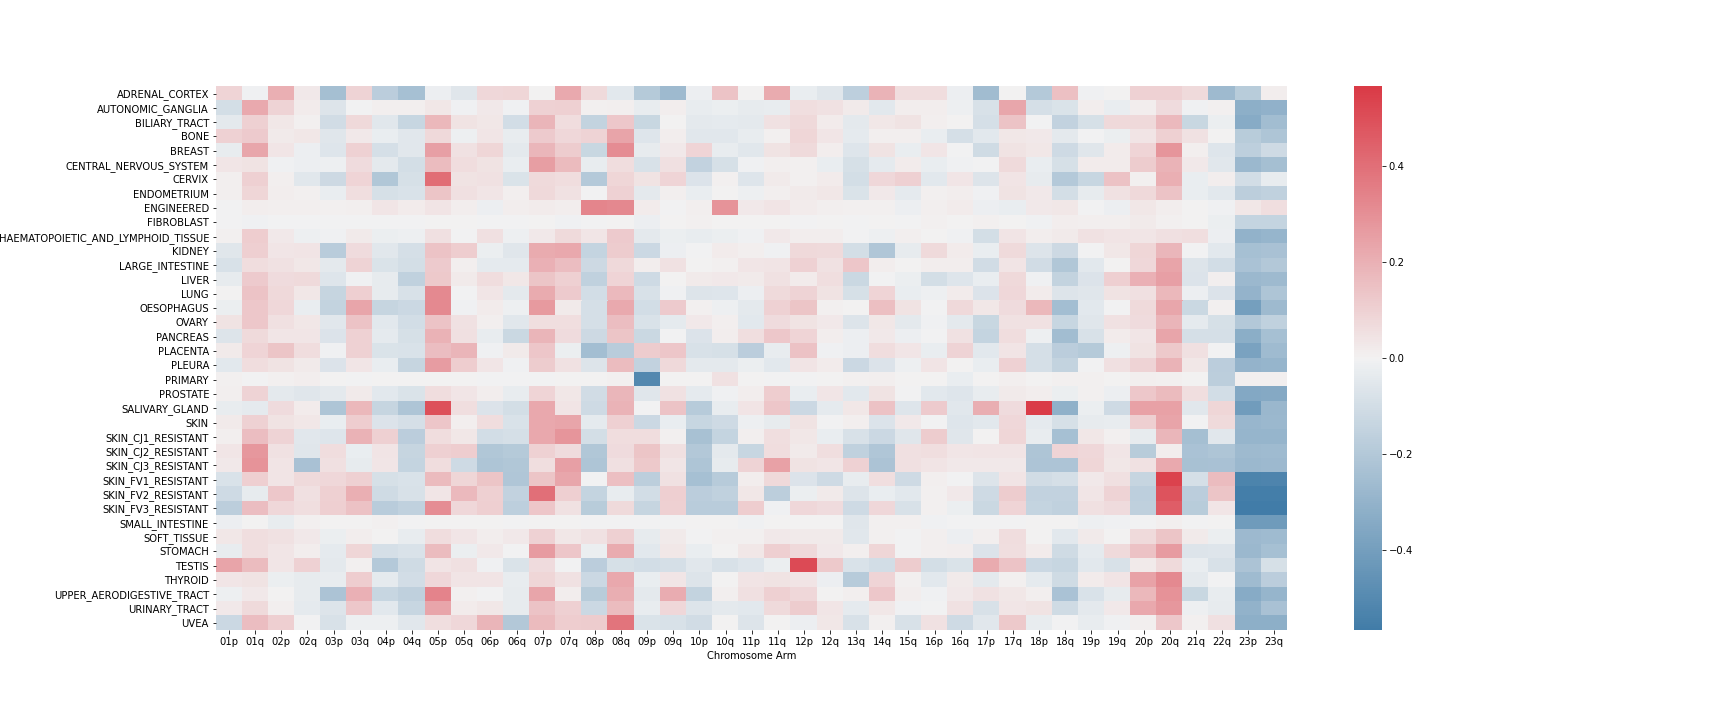 ADRENAL_CORTEX
AUTONOMIC_GANGLIA
BILIARY_TRACT
BONE
BREAST
CENTRAL_NERVOUS_SYSTEM
CERVIX
ENDOMETRIUM
ENGINEERED
FIBROBLAST
HAEMATOPOIETIC_AND_LYMPHOID_TISSUE
KIDNEY
LARGE_INTESTINE
LIVER
LUNG
OESOPHAGUS
OVARY
PANCREAS
PLACENTA
PLEURA
PRIMARY
PROSTATE
SALIVARY_GLAND
SKIN
SKIN_CJ1_RESISTANT
SKIN_CJ2_RESISTANT
SKIN_CJ3_RESISTANT
SKIN_FV1_RESISTANT
SKIN_FV2_RESISTANT
SKIN_FV3_RESISTANT
SMALL_INTESTINE
SOFT_TISSUE
STOMACH
TESTIS
THYROID
UPPER_AERODIGESTIVE_TRACT
URINARY_TRACT
UVEA
01p 01q 02p 02q 03p 03q 04p 04q 05p 05q 06p 06q 07p 07q 08p 08q 09p 09q 10p 10q 11p 11q 12p 12q 13q 14q 15q 16p 16q 17p 17q 18p 18q 19p 19q 20p 20q 21q 22q 23p 23q
Chromosome Arm
0.4
0.2
0.0
−0.2
−0.4